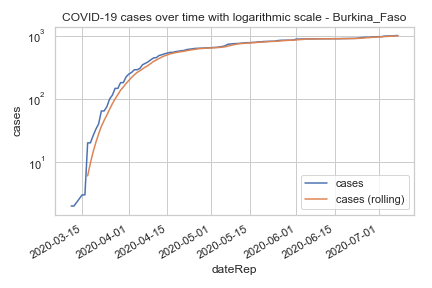 COVID-19 cases over time with logarithmic scale - Burkina_Faso
10³
10²
10¹
cases
cases
cases (rolling)
2020-03-15
2020-04-01
2020-04-15
2020-05-01
2020-05-15
2020-06-01
2020-06-15
2020-07-01
dateRep